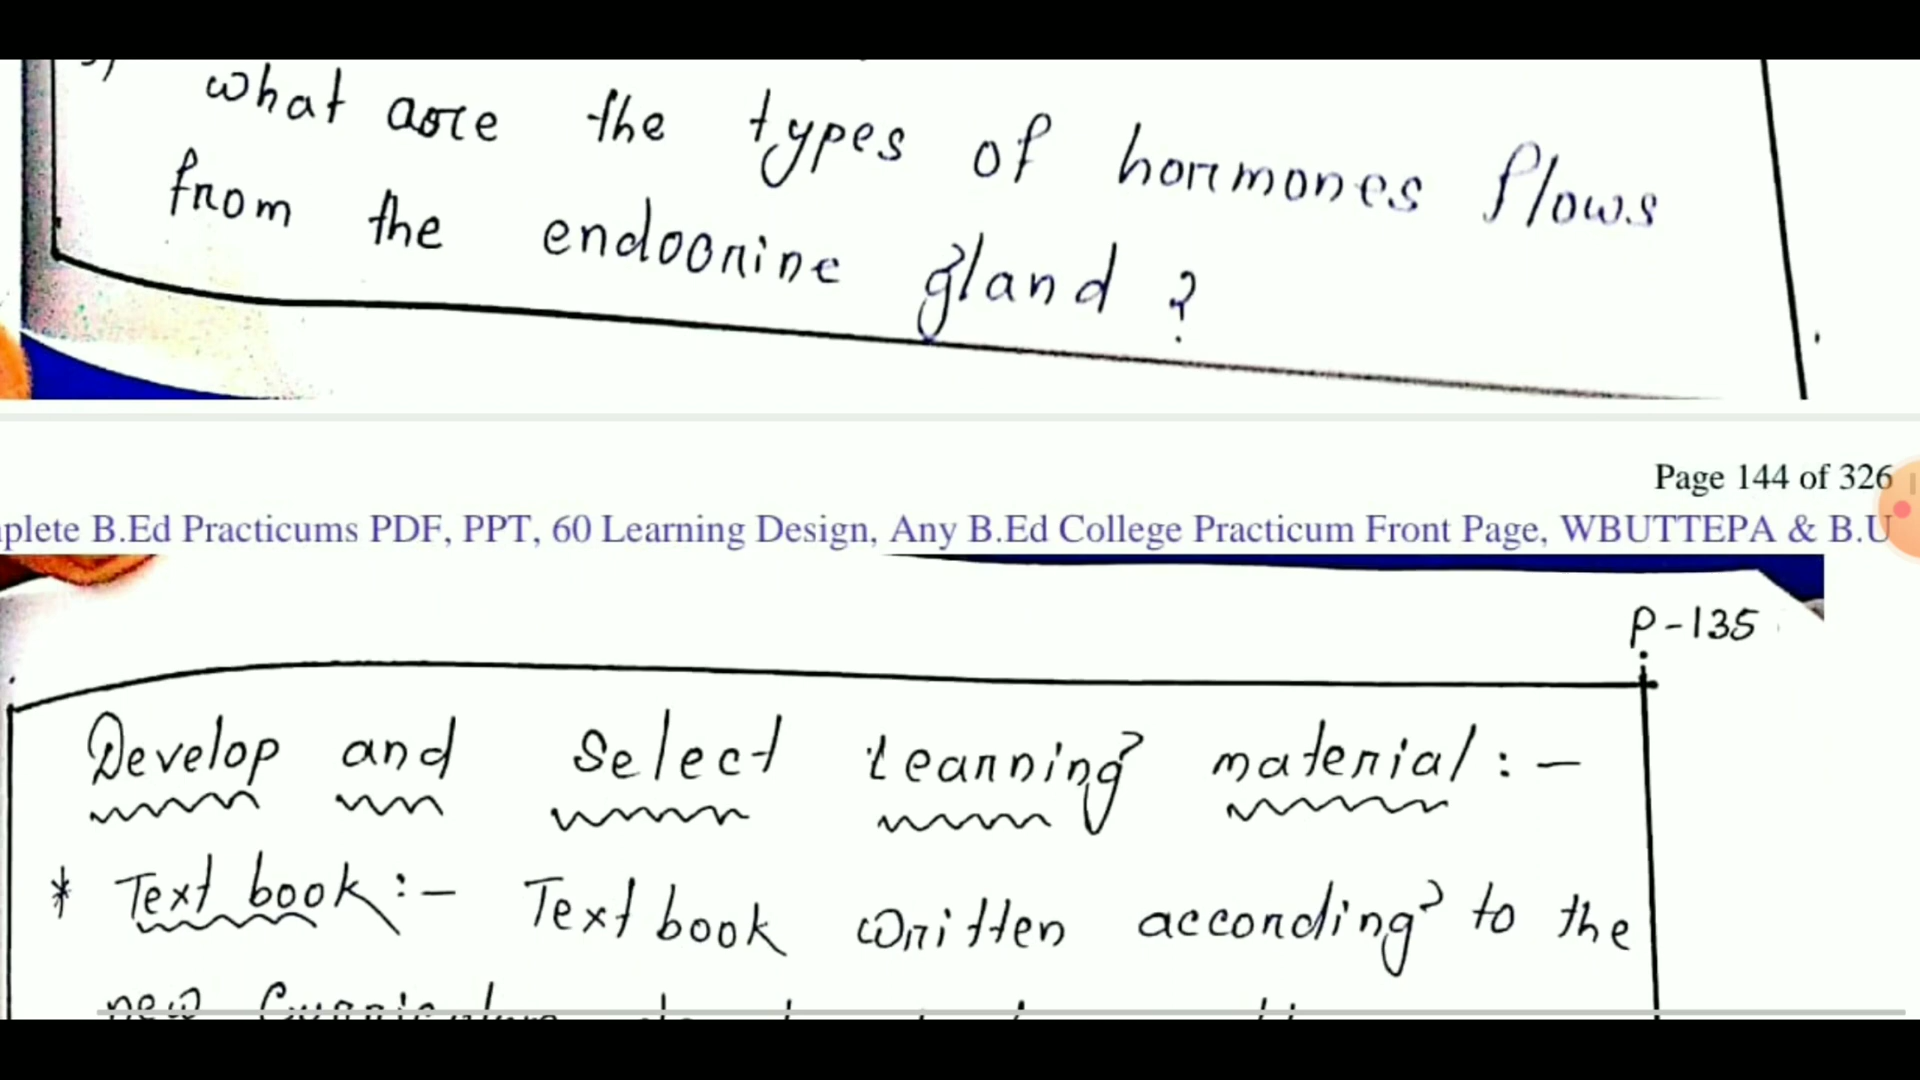 what are the types of hormones flows
from the endocrine gland ?
Page 144 of 326
plete B.Ed Practicums PDF, PPT, 60 Learning Design, Any B.Ed College Practicum Front Page, WBUTTEPA & B.U
P-135
Develop and Select Learning material : —
* Text book :- Text book written according to the
new